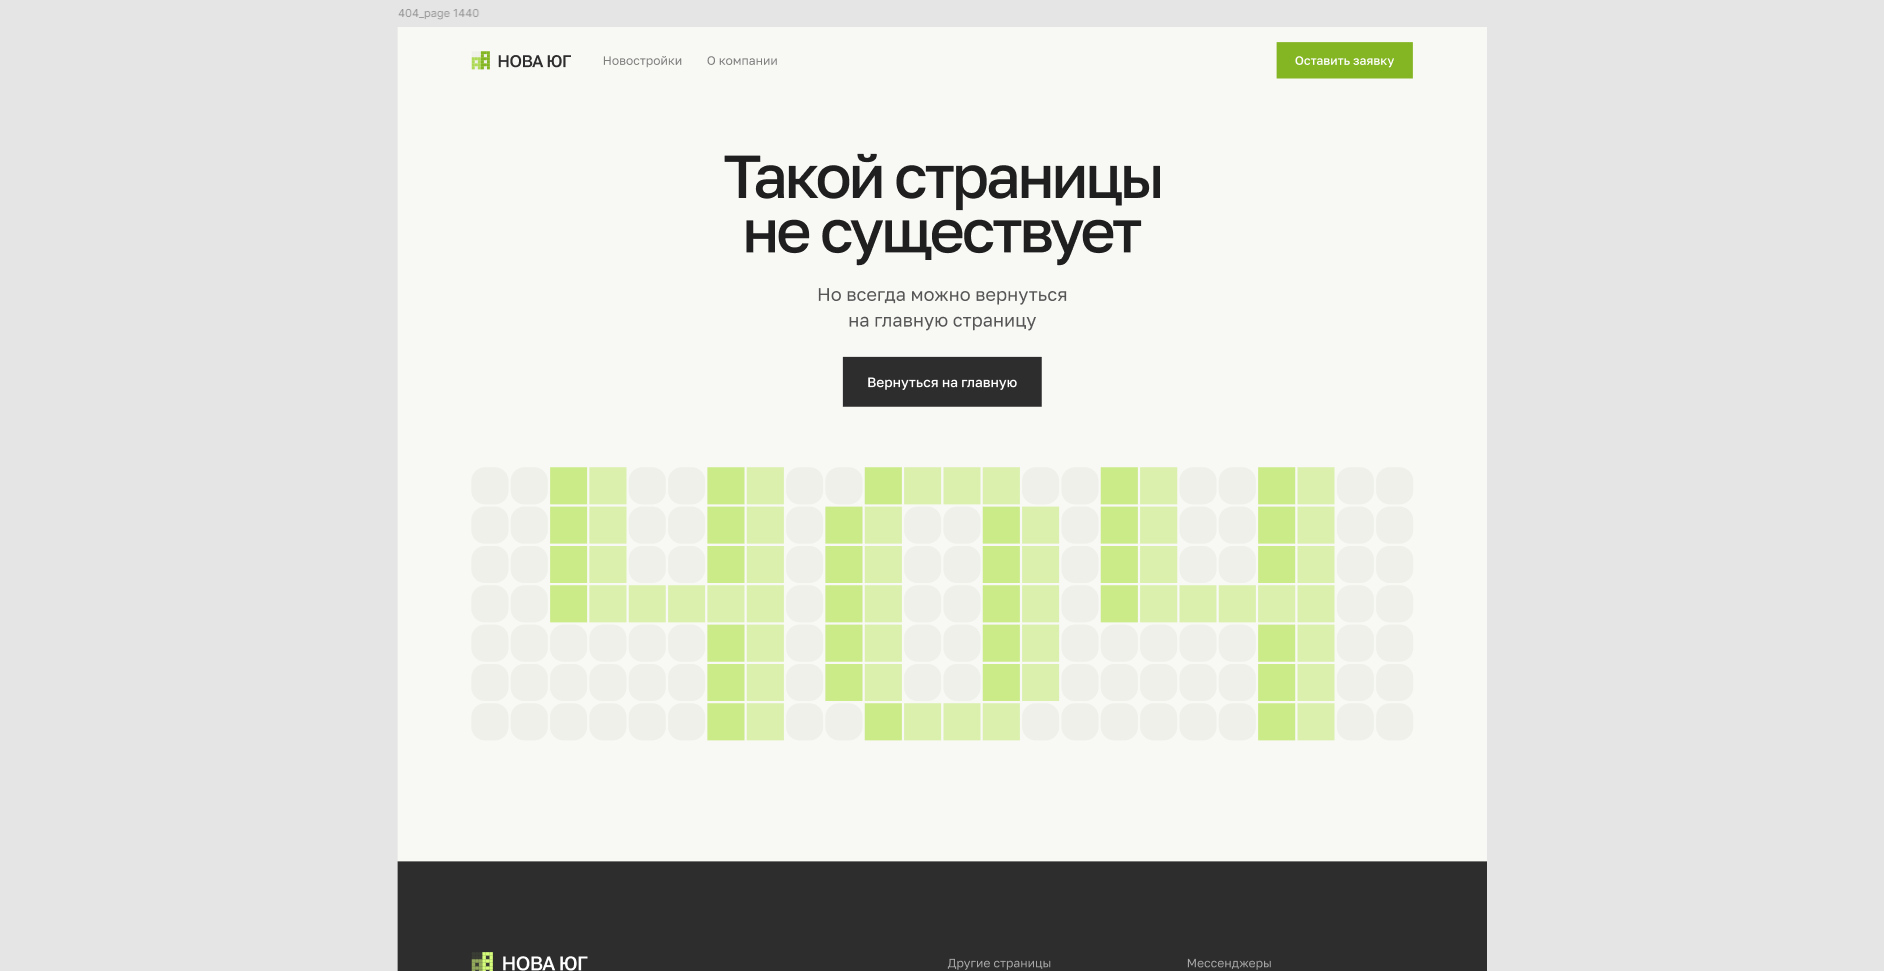 404_page 1440
НОВА ЮГ
Новостройки
О компании
Оставить заявку
Такой страницы
не существует
Но всегда можно вернуться
на главную страницу
Вернуться на главную
404
НОВА ЮГ
Другие страницы
Мессенджеры